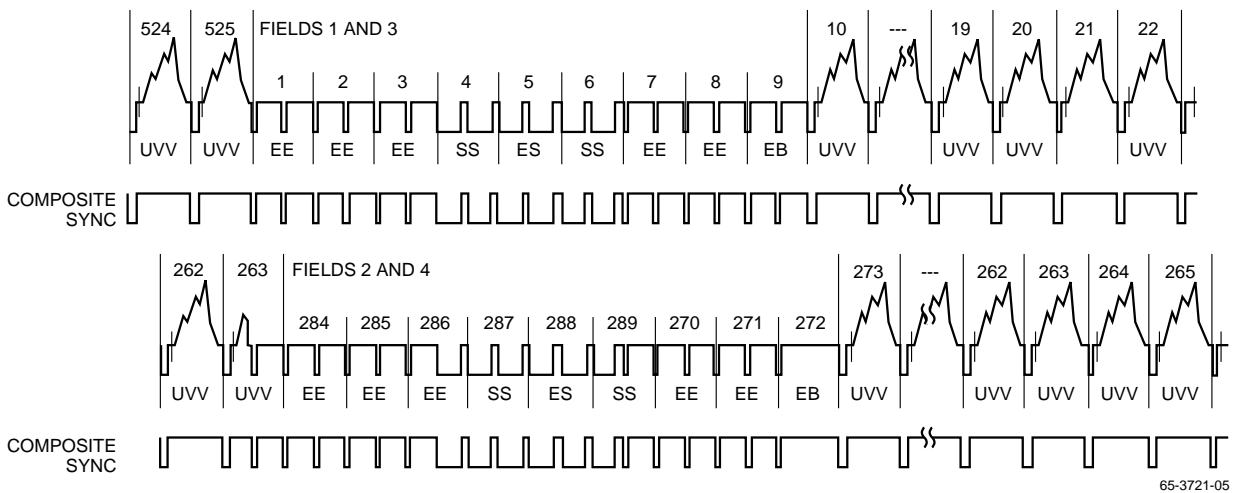 524 525 FIELDS 1 AND 3 10 --- 19 20 21 22
1 2 3 4 5 6 7 8 9
UVV UVV EE EE EE SS ES SS EE EE EB UVV UVV UVV UVV
COMPOSITE
SYNC
262 263 FIELDS 2 AND 4 273 --- 262 263 264 265
284 285 286 287 288 289 270 271 272
UVV UVV EE EE EE SS ES SS EE EE EB UVV UVV UVV UVV UVV
COMPOSITE
SYNC
65-3721-05